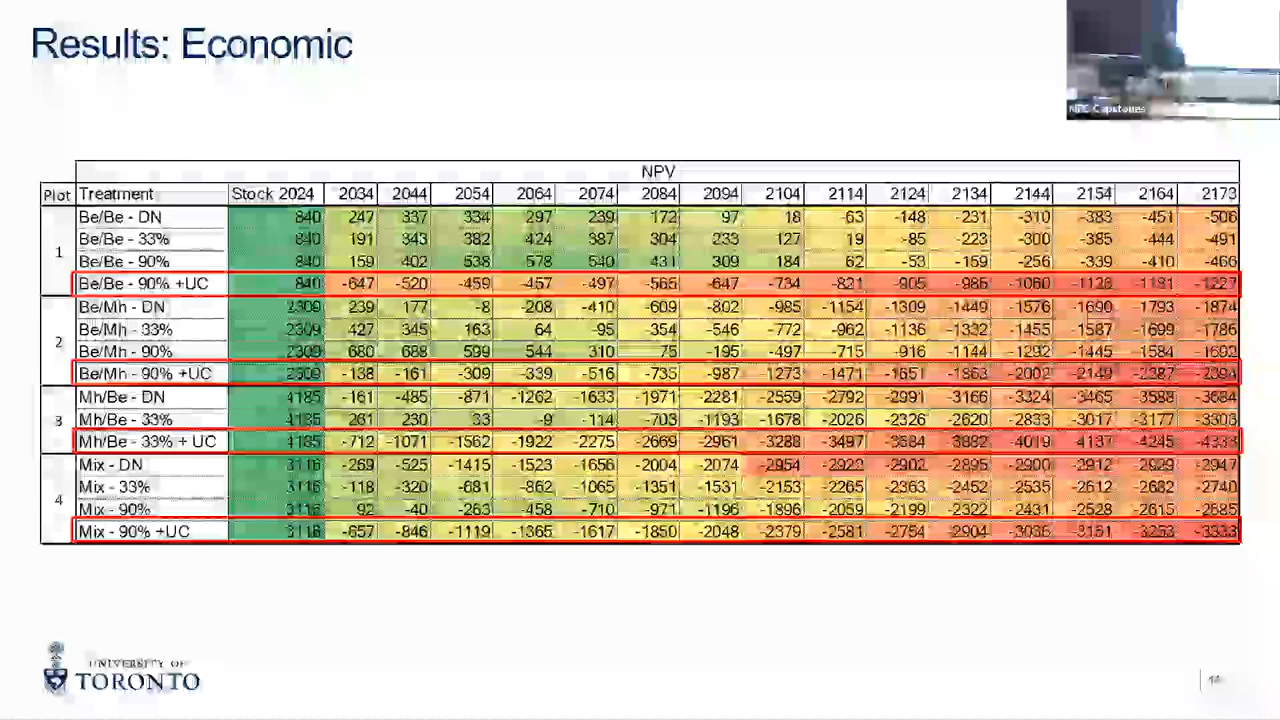 Results: Economic
NPV
Plot Treatment Stock 2024 2034 2044 2054 2064 2074 2084 2094 2104 2114 2124 2134 2144 2154 2164 2173
1
Be/Be - DN 840 247 337 334 297 239 172 97 18 -63 -148 -231 -310 -383 -451 -506
Be/Be - 33% 840 191 343 382 424 387 304 233 127 19 -85 -223 -300 -385 -444 -491
Be/Be - 90% 840 159 402 538 578 540 431 309 184 62 -53 -159 -256 -339 -410 -466
Be/Be - 90% +UC 840 -647 -520 -459 -457 -497 -565 -647 -734 -821 -905 -985 -1060 -1128 -1181 -1227
2
Be/Mh - DN 2309 239 177 -8 -208 -410 -609 -802 -985 -1154 -1309 -1449 -1576 -1690 -1793 -1874
Be/Mh - 33% 2309 427 345 163 64 -95 -354 -546 -772 -962 -1136 -1332 -1455 -1587 -1699 -1786
Be/Mh - 90% 2309 680 688 599 544 310 75 -195 -497 -715 -916 -1144 -1292 -1445 -1584 -1692
Be/Mh - 90% +UC 2309 -138 -161 -309 -339 -516 -735 -987 1273 -1471 -1651 -1863 -2002 -2149 -2287 -2394
3
Mh/Be - DN 4185 -161 -485 -871 -1262 -1633 -1971 -2281 -2559 -2792 -2991 -3166 -3324 -3465 -3588 -3684
Mh/Be - 33% 4185 261 230 33 -9 -114 -703 -1193 -1678 -2026 -2326 -2620 -2833 -3017 -3177 -3306
Mh/Be - 33% + UC 4185 -712 -1071 -1562 -1922 -2275 -2669 -2961 -3288 -3497 -3684 -3882 -4019 -4137 -4245 -4333
4
Mix - DN 3116 -269 -525 -1415 -1523 -1656 -2004 -2074 -2954 -2922 -2902 -2895 -2900 -2912 -2929 -2947
Mix - 33% 3116 -118 -320 -681 -862 -1065 -1351 -1531 -2153 -2265 -2363 -2452 -2535 -2612 -2682 -2740
Mix - 90% 3116 92 -40 -263 -458 -710 -971 -1196 -1896 -2059 -2199 -2322 -2431 -2528 -2615 -2685
Mix - 90% +UC 3116 -657 -846 -1119 -1365 -1617 -1850 -2048 -2379 -2581 -2754 -2904 -3035 -3151 -3253 -3333
UNIVERSITY OF
TORONTO